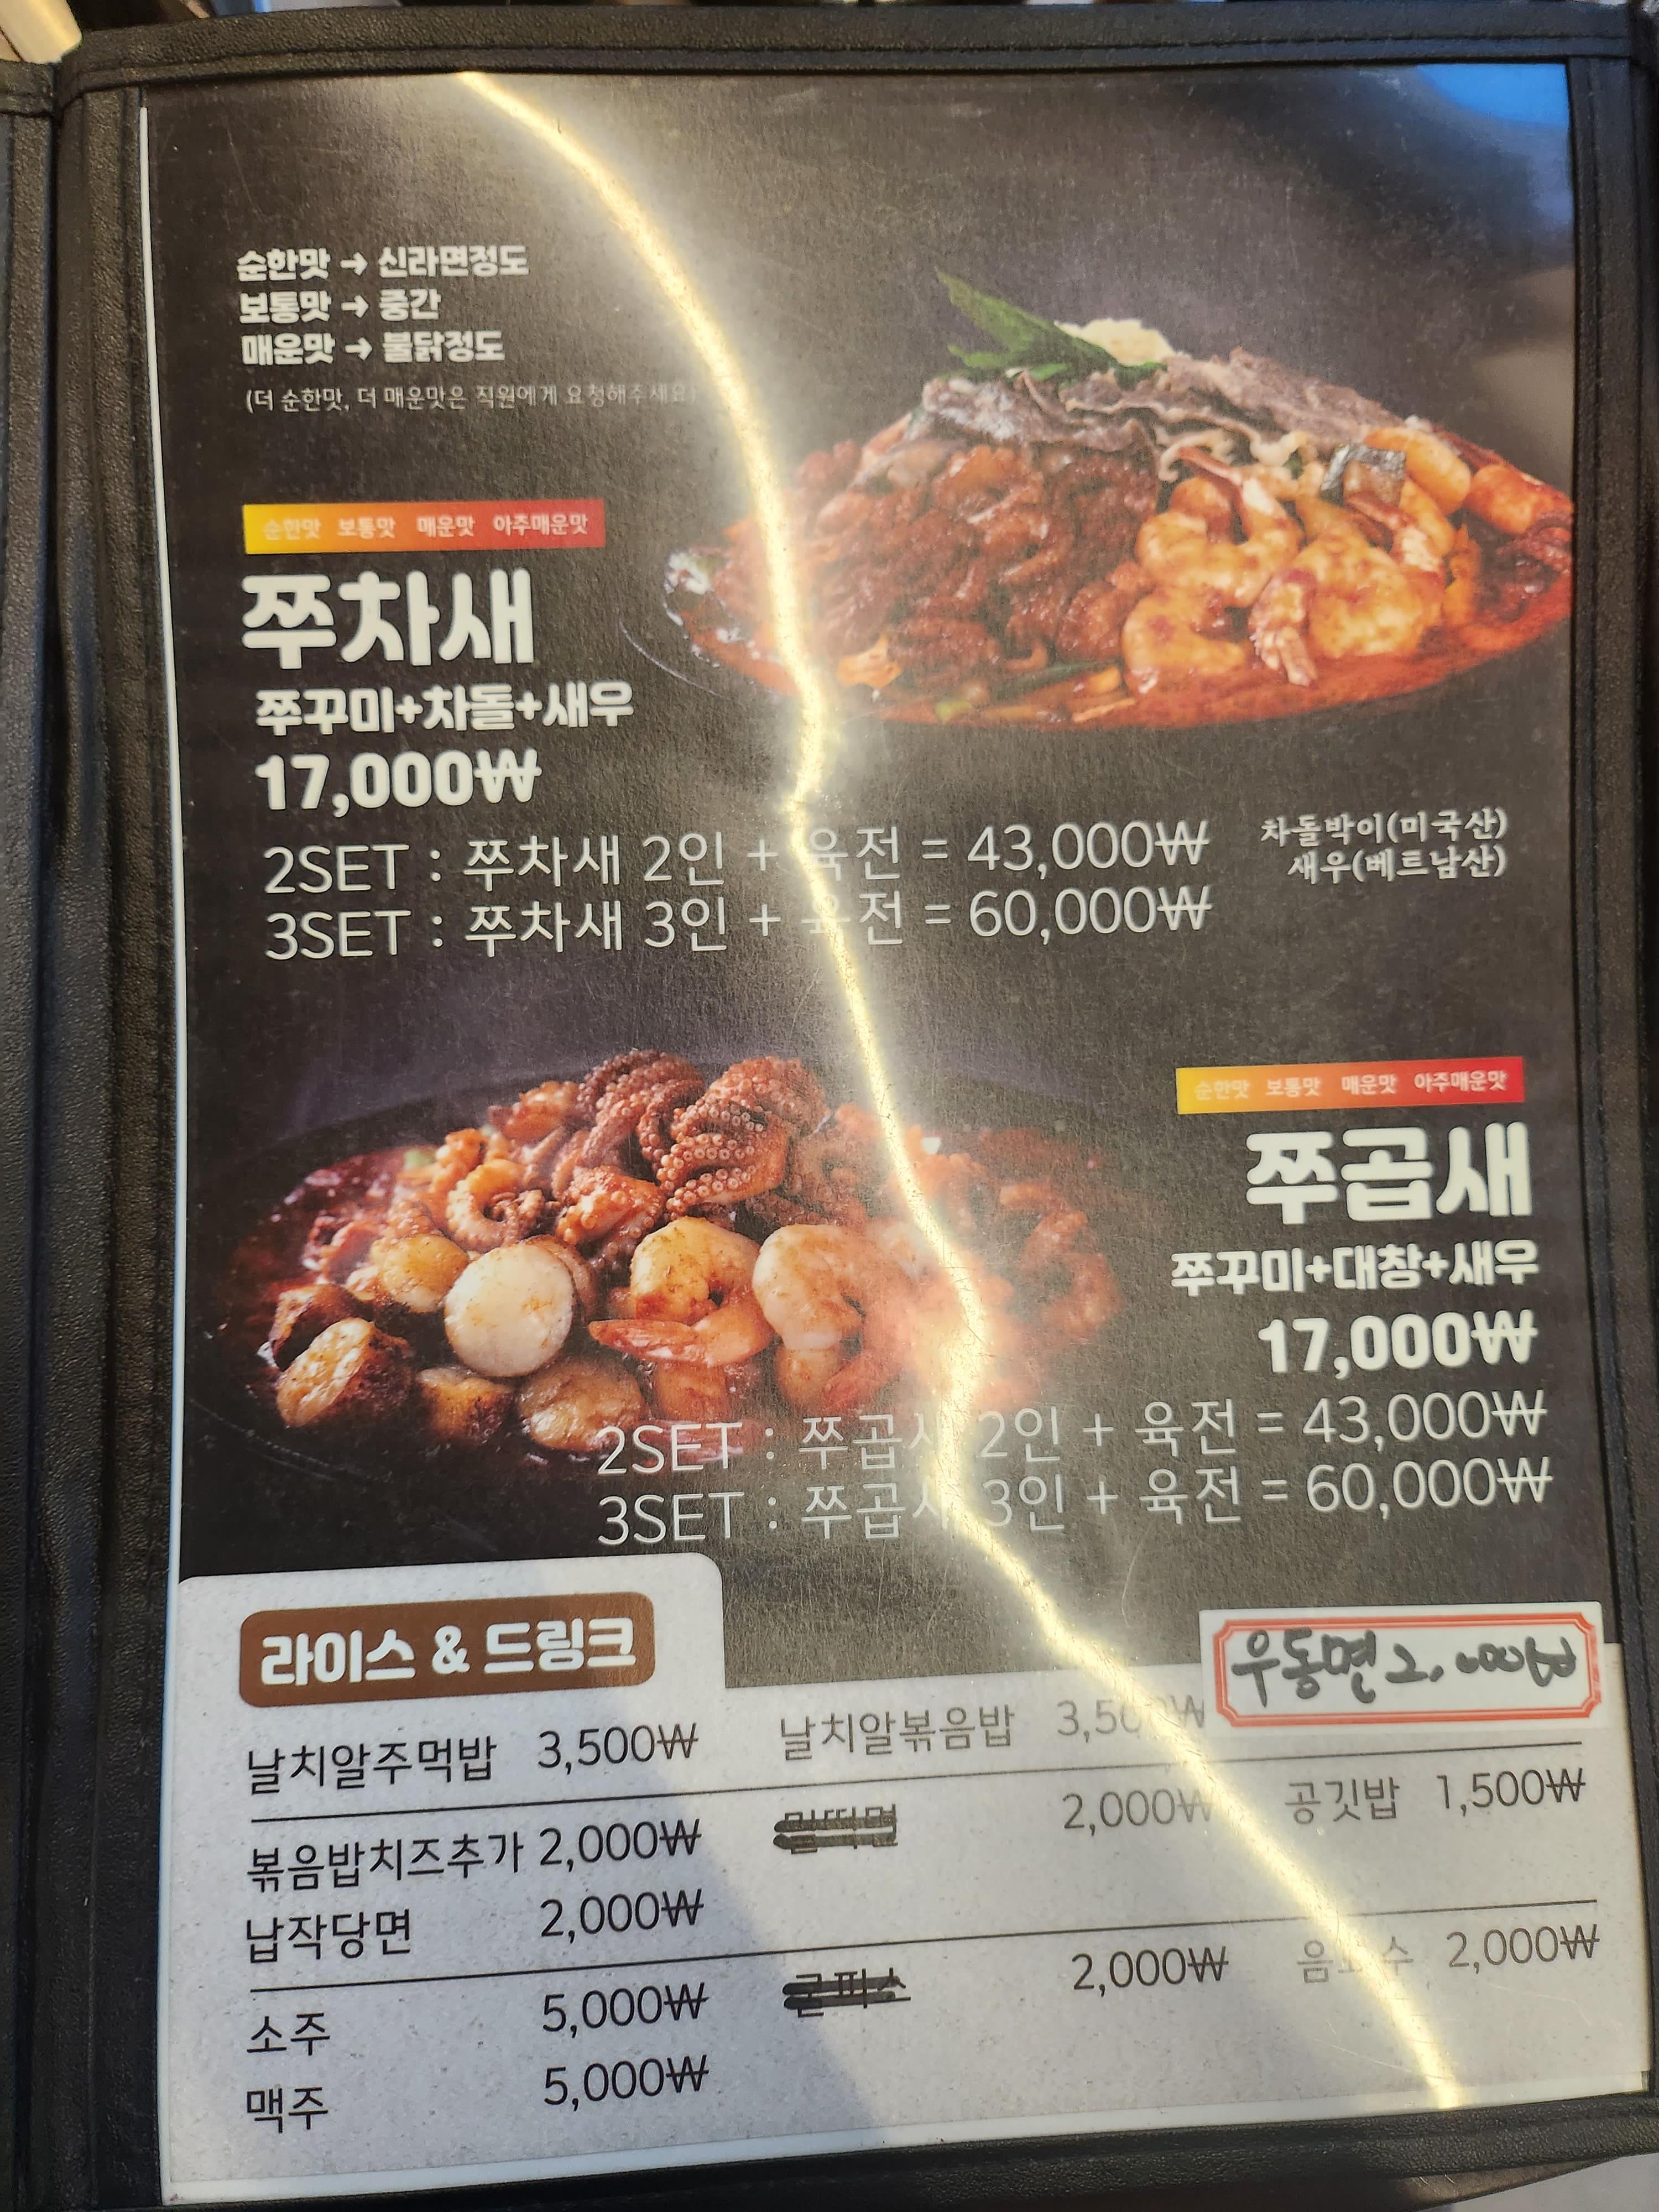 순한맛 → 신라면정도
보통맛 → 중간
매운맛 → 불닭정도
(더 순한맛, 더 매운맛은 직원에게 요청해주세요)
순한맛 보통맛 매운맛 아주매운맛
쭈차새
쭈꾸미+차돌+새우
17,000₩
2SET : 쭈차새 2인 + 육전 = 43,000₩
3SET : 쭈차새 3인 + 육전 = 60,000₩
차돌박이(미국산)
새우(베트남산)
순한맛 보통맛 매운맛 아주매운맛
쭈곱새
쭈꾸미+대창+새우
17,000₩
2SET : 쭈곱새 2인 + 육전 = 43,000₩
3SET : 쭈곱새 3인 + 육전 = 60,000₩
라이스 & 드링크
우동면 2,000₩
날치알주먹밥 3,500₩ 날치알볶음밥 3,500₩
볶음밥치즈추가 2,000₩ 2,000₩ 공깃밥 1,500₩
납작당면 2,000₩
소주 5,000₩ 2,000₩ 음료수 2,000₩
맥주 5,000₩